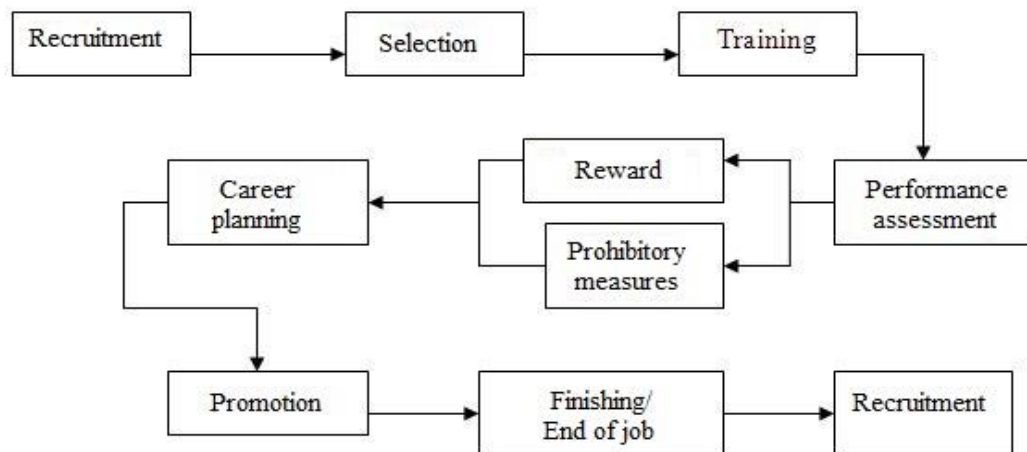 Recruitment
Selection
Training
Performance
assessment
Reward
Prohibitory
measures
Career
planning
Promotion
Finishing/
End of job
Recruitment